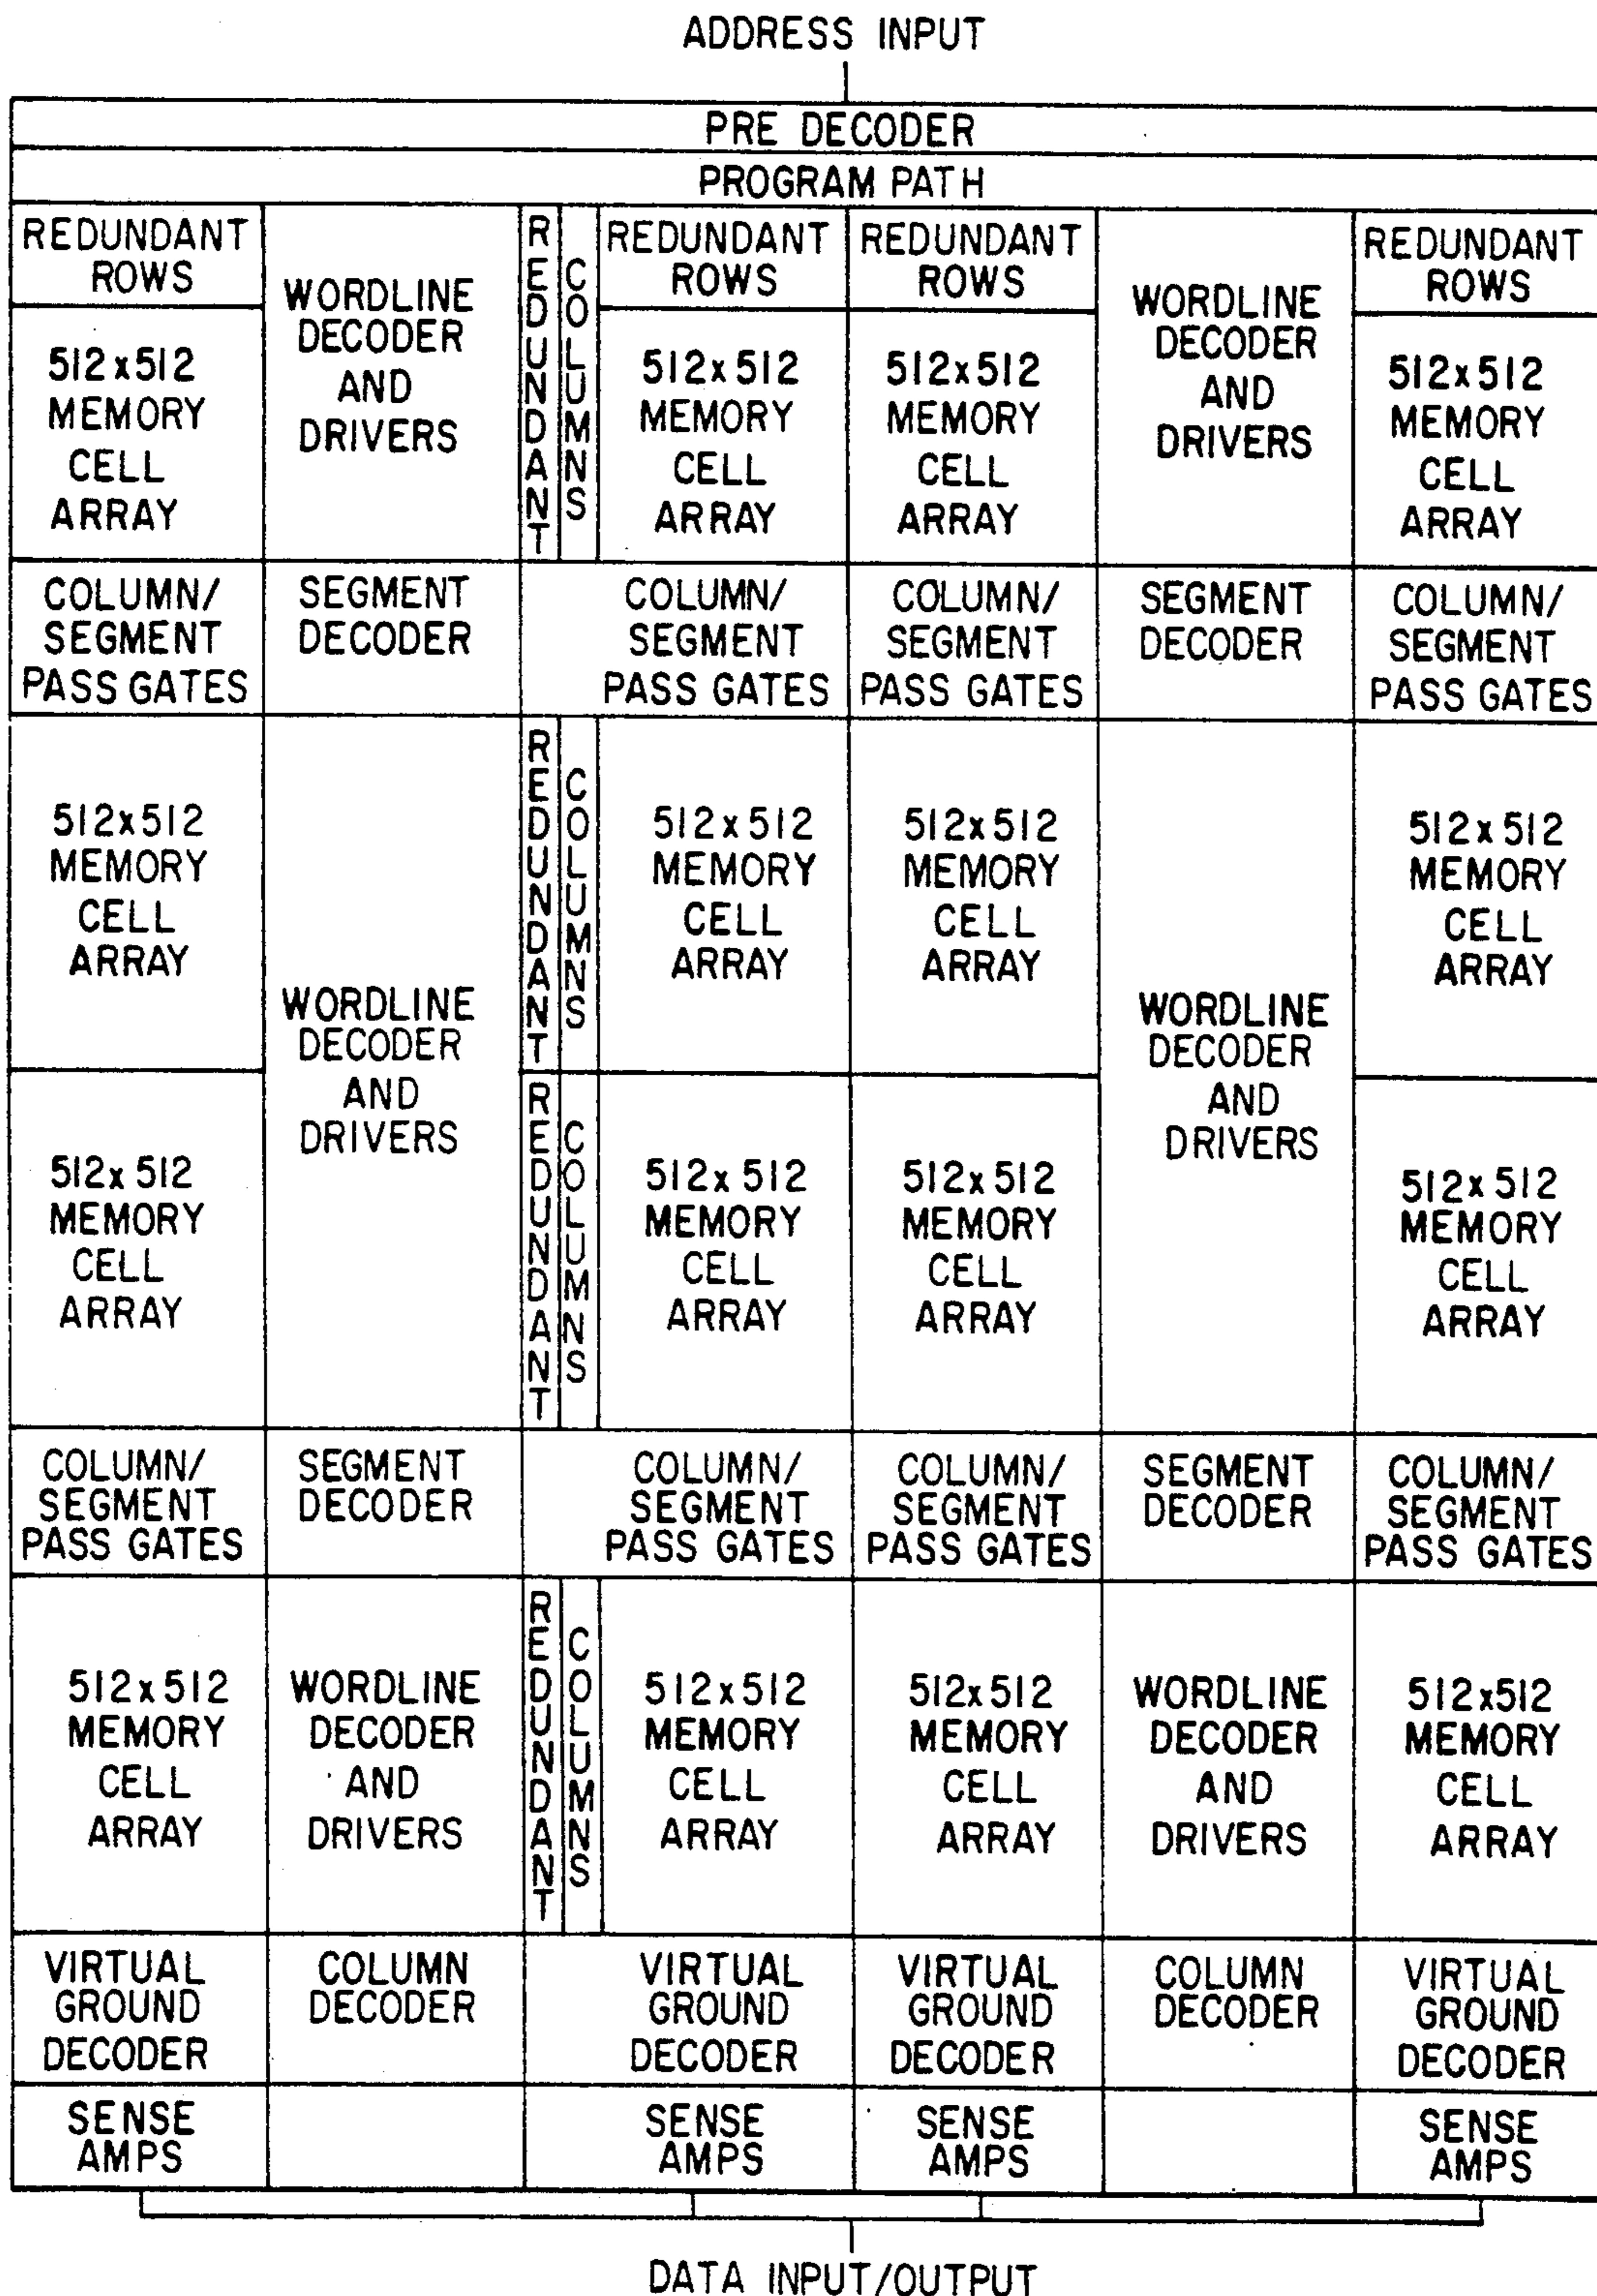 ADDRESS INPUT
PRE DECODER
PROGRAM PATH
REDUNDANT
ROWS
WORDLINE
DECODER
AND
DRIVERS
REDUNDANT
COLUMNS
REDUNDANT
ROWS
REDUNDANT
ROWS
WORDLINE
DECODER
AND
DRIVERS
REDUNDANT
ROWS
512x512
MEMORY
CELL
ARRAY
512x512
MEMORY
CELL
ARRAY
512x512
MEMORY
CELL
ARRAY
512x512
MEMORY
CELL
ARRAY
COLUMN/
SEGMENT
PASS GATES
SEGMENT
DECODER
COLUMN/
SEGMENT
PASS GATES
COLUMN/
SEGMENT
PASS GATES
SEGMENT
DECODER
COLUMN/
SEGMENT
PASS GATES
512x512
MEMORY
CELL
ARRAY
WORDLINE
DECODER
AND
DRIVERS
REDUNDANT
COLUMNS
512x512
MEMORY
CELL
ARRAY
512x512
MEMORY
CELL
ARRAY
WORDLINE
DECODER
AND
DRIVERS
512x512
MEMORY
CELL
ARRAY
512x512
MEMORY
CELL
ARRAY
REDUNDANT
COLUMNS
512x512
MEMORY
CELL
ARRAY
512x512
MEMORY
CELL
ARRAY
512x512
MEMORY
CELL
ARRAY
COLUMN/
SEGMENT
PASS GATES
SEGMENT
DECODER
COLUMN/
SEGMENT
PASS GATES
COLUMN/
SEGMENT
PASS GATES
SEGMENT
DECODER
COLUMN/
SEGMENT
PASS GATES
512x512
MEMORY
CELL
ARRAY
WORDLINE
DECODER
AND
DRIVERS
REDUNDANT
COLUMNS
512x512
MEMORY
CELL
ARRAY
512x512
MEMORY
CELL
ARRAY
WORDLINE
DECODER
AND
DRIVERS
512x512
MEMORY
CELL
ARRAY
VIRTUAL
GROUND
DECODER
COLUMN
DECODER
VIRTUAL
GROUND
DECODER
VIRTUAL
GROUND
DECODER
COLUMN
DECODER
VIRTUAL
GROUND
DECODER
SENSE
AMPS
SENSE
AMPS
SENSE
AMPS
SENSE
AMPS
DATA INPUT/OUTPUT